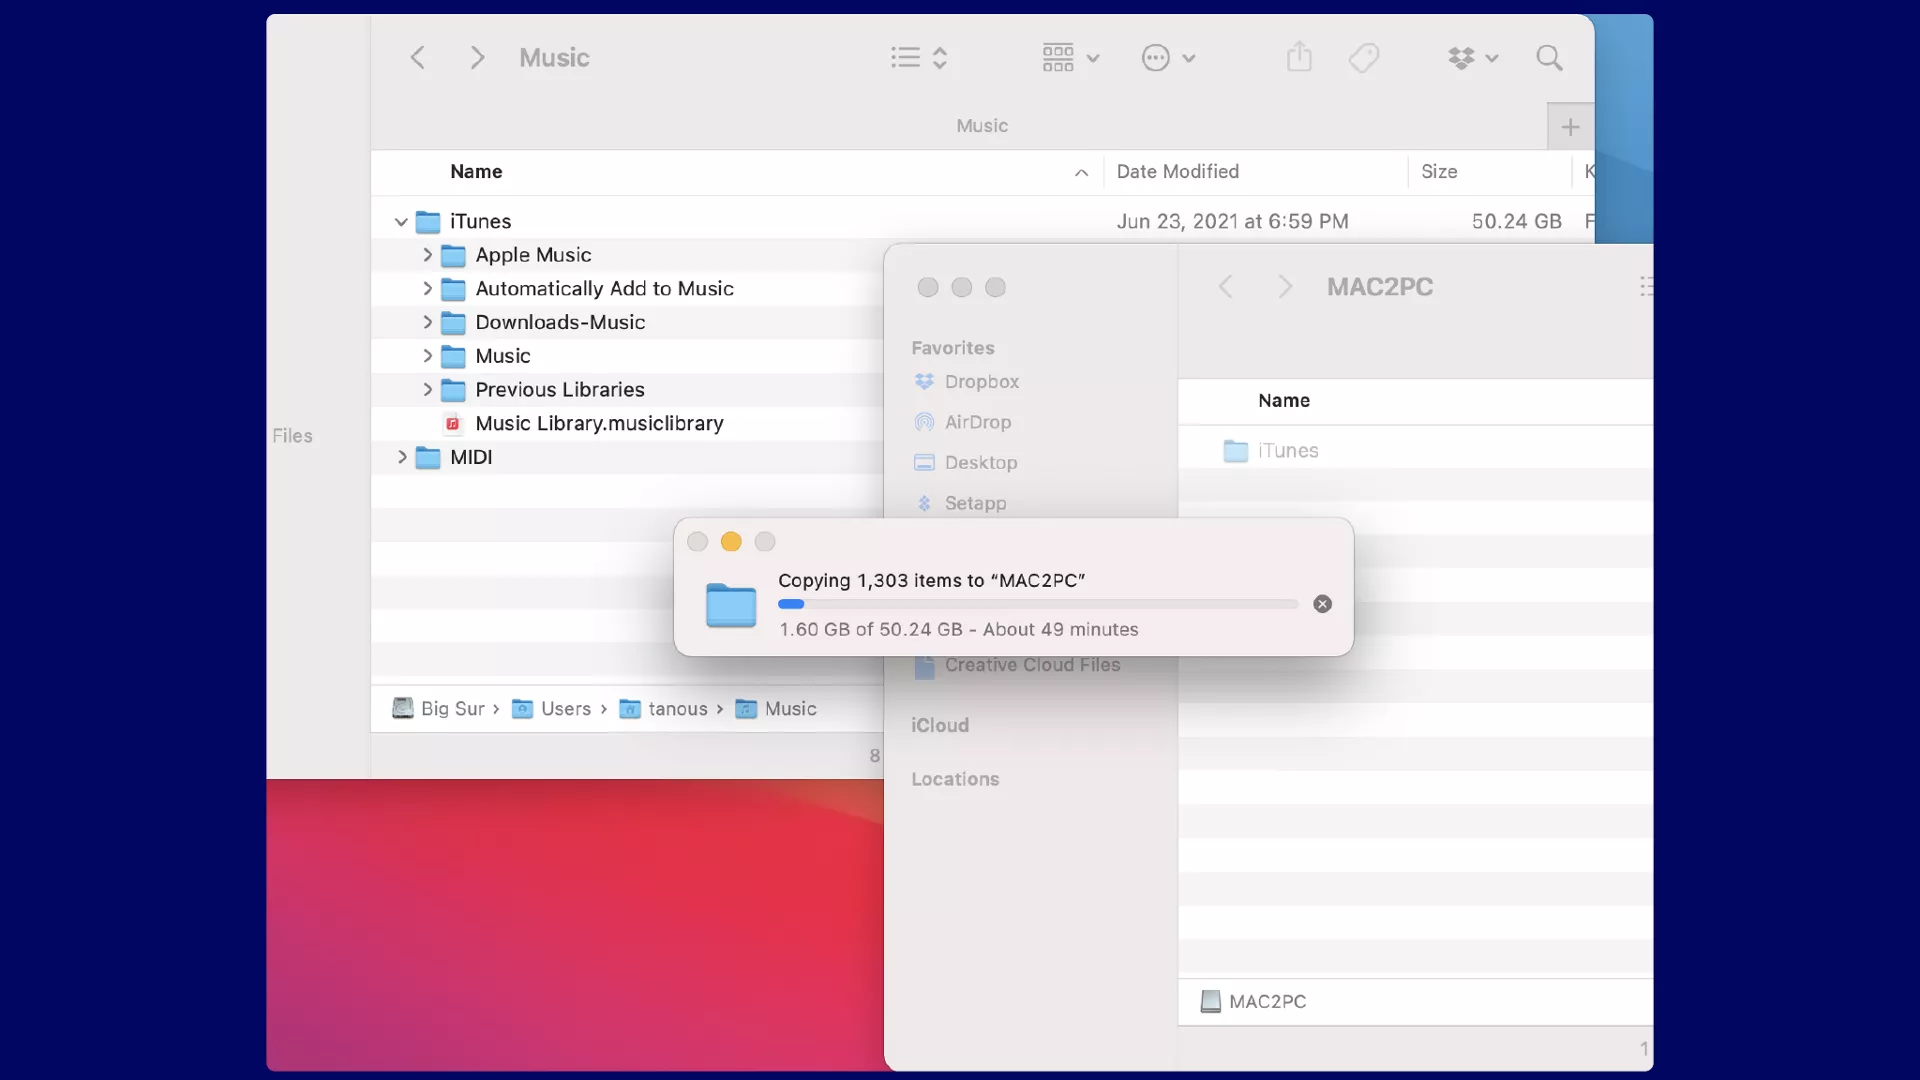 Music
Music
Name Date Modified Size K
iTunes Jun 23, 2021 at 6:59 PM 50.24 GB F
Apple Music
Automatically Add to Music
Downloads-Music
Music
Previous Libraries
Music Library.musiclibrary
MIDI
Files
Big Sur › Users › tanous › Music
8
MAC2PC
Favorites
Dropbox
AirDrop
Desktop
Setapp
Creative Cloud Files
iCloud
Locations
Name
iTunes
MAC2PC
1
Copying 1,303 items to “MAC2PC”
1.60 GB of 50.24 GB - About 49 minutes